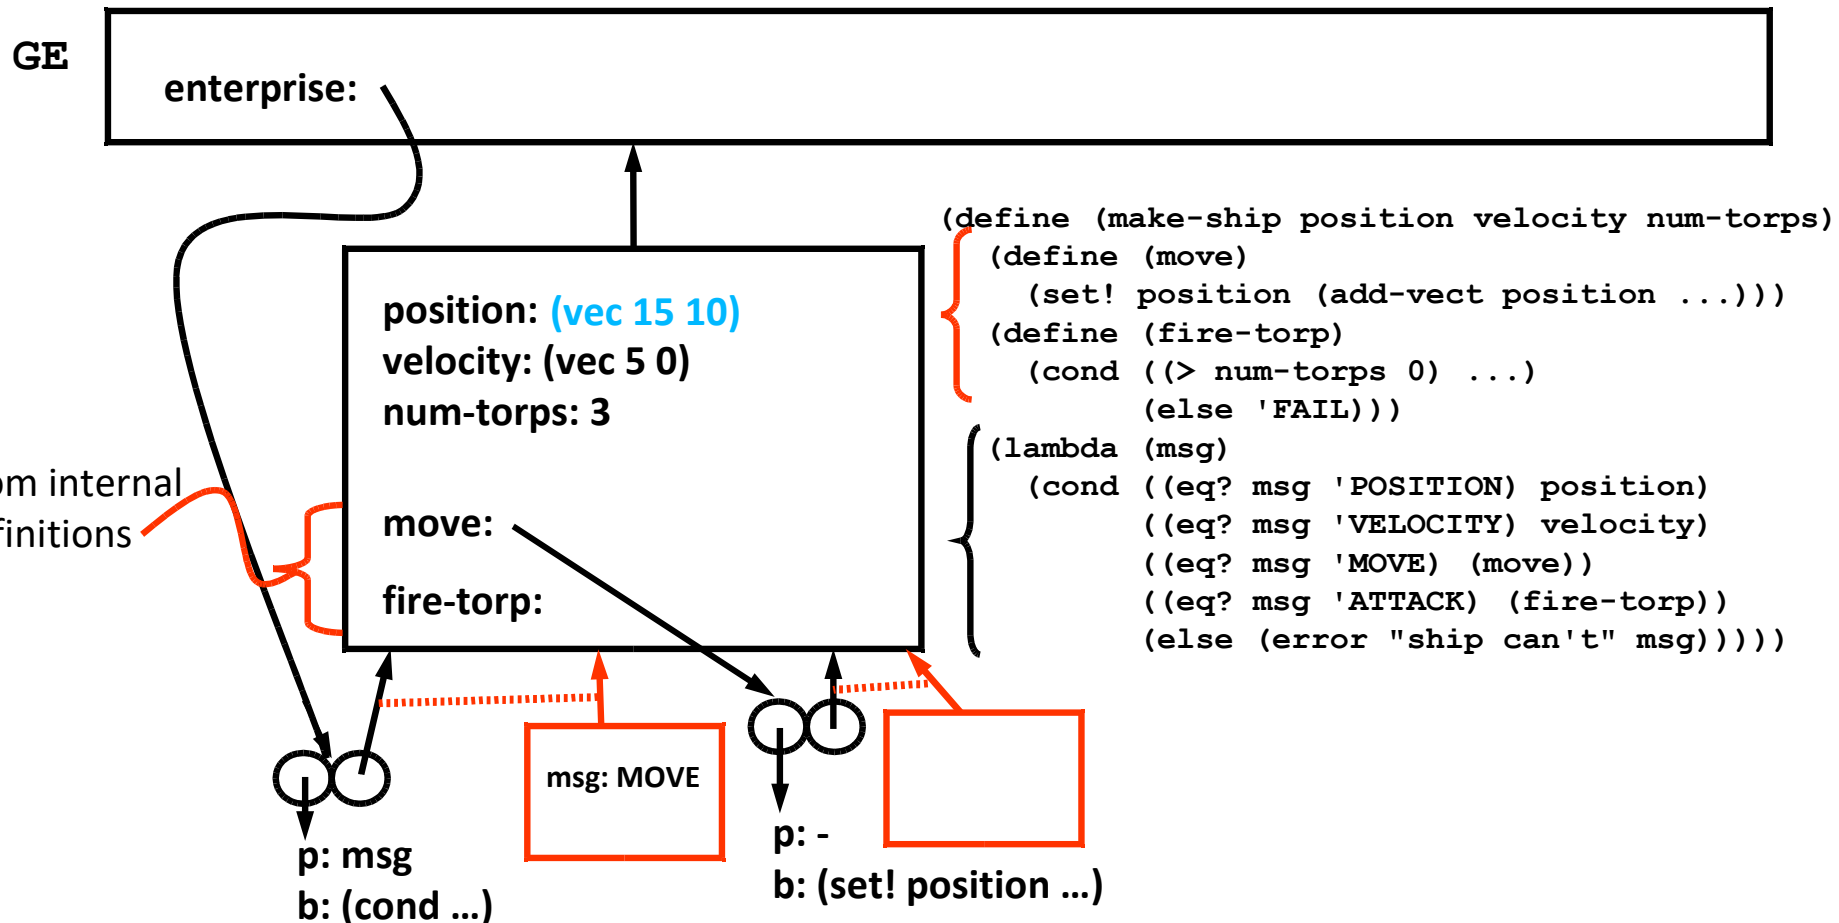 GE
enterprise:
position: (vec 15 10)
velocity: (vec 5 0)
num-torps: 3
move:
fire-torp:
internal
(define (make-ship position velocity num-torps)
(define (move)
(set! position (add-vect position ...)))
(define (fire-torp)
(cond ((> num-torps 0) ...)
(else 'FAIL)))
(lambda (msg)
(cond ((eq? msg 'POSITION) position)
((eq? msg 'VELOCITY) velocity)
((eq? msg 'MOVE) (move))
((eq? msg 'ATTACK) (fire-torp))
(else (error "ship can't" msg)))))
msg: MOVE
p: msg
b: (cond …)
p: -
b: (set! position …)